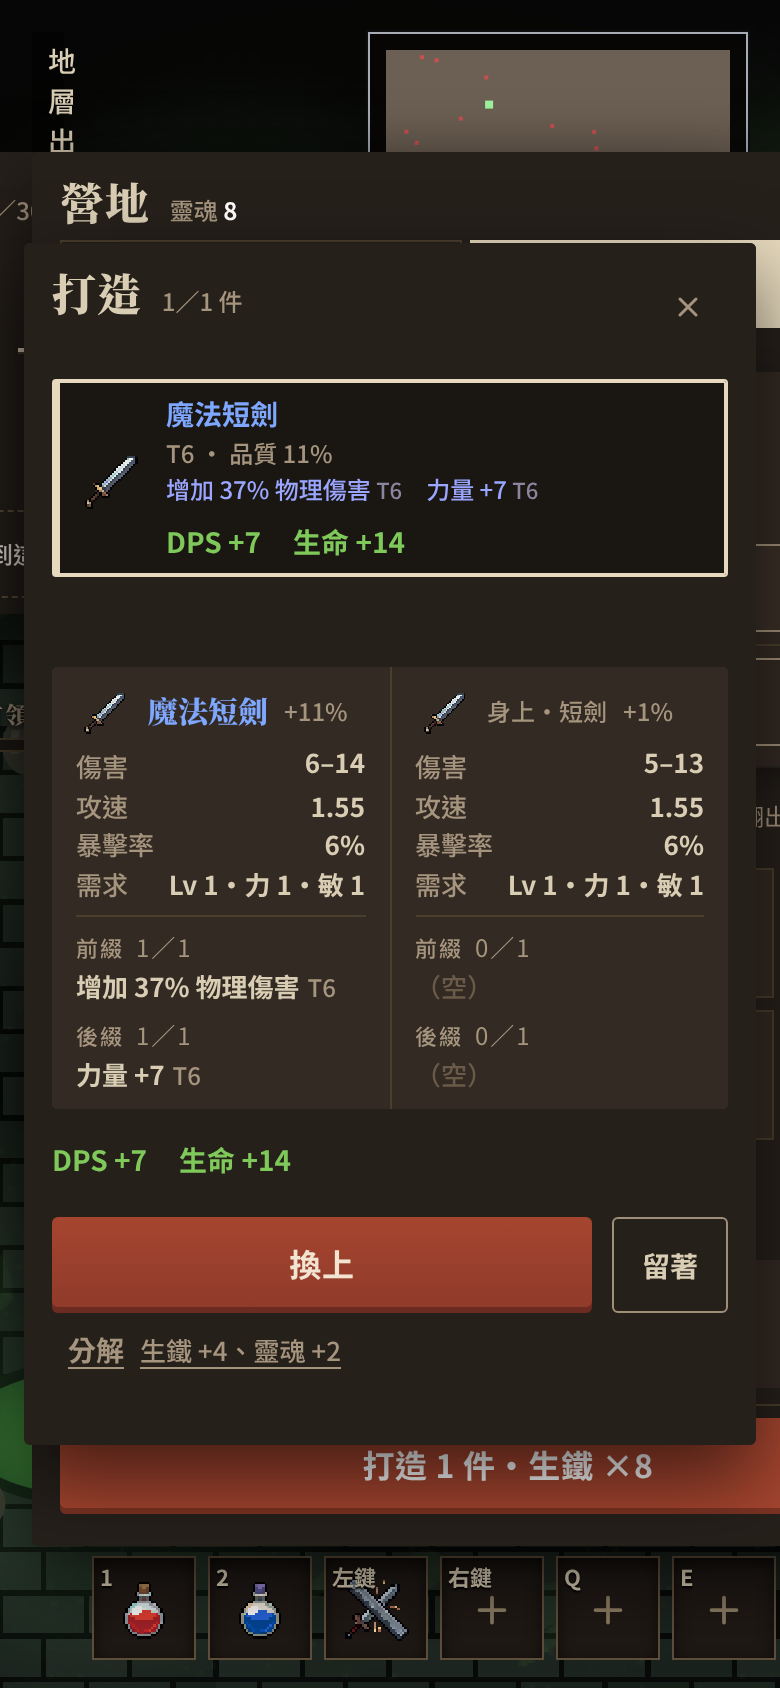 地
層
出
／3
營地 靈魂 8
打造 1／1 件 ×
魔法短劍
T6 · 品質 11%
增加 37% 物理傷害 T6 力量 +7 T6
DPS +7 生命 +14
魔法短劍 +11%
傷害 6–14
攻速 1.55
暴擊率 6%
需求 Lv 1·力 1·敏 1
前綴 1／1
增加 37% 物理傷害 T6
後綴 1／1
力量 +7 T6
身上·短劍 +1%
傷害 5–13
攻速 1.55
暴擊率 6%
需求 Lv 1·力 1·敏 1
前綴 0／1
（空）
後綴 0／1
（空）
DPS +7 生命 +14
換上
留著
分解 生鐵 +4、靈魂 +2
打造 1 件·生鐵 ×8
1
2
左鍵
右鍵
Q
E